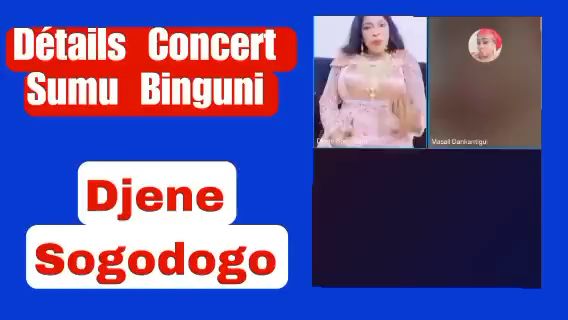 Détails Concert
Sumu Binguni
Djene
Sogodogo
Masali Dankantigui